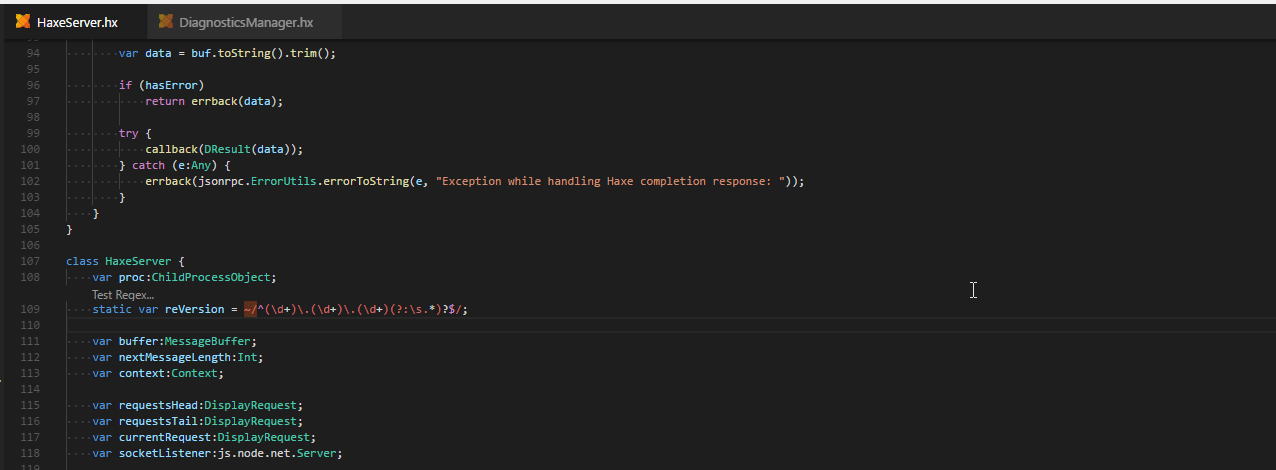 HaxeServer.hx DiagnosticsManager.hx
94 var data = buf.toString().trim();
95
96 if (hasError)
97 return errback(data);
98
99 try {
100 callback(DResult(data));
101 } catch (e:Any) {
102 errback(jsonrpc.ErrorUtils.errorToString(e, "Exception while handling Haxe completion response: "));
103 }
104 }
105 }
106
107 class HaxeServer {
108 var proc:ChildProcessObject;
Test Regex...
109 static var reVersion = ~/^(\d+)\.(\d+)\.(\d+)(?:\s.*)?$/;
110
111 var buffer:MessageBuffer;
112 var nextMessageLength:Int;
113 var context:Context;
114
115 var requestsHead:DisplayRequest;
116 var requestsTail:DisplayRequest;
117 var currentRequest:DisplayRequest;
118 var socketListener:js.node.net.Server;